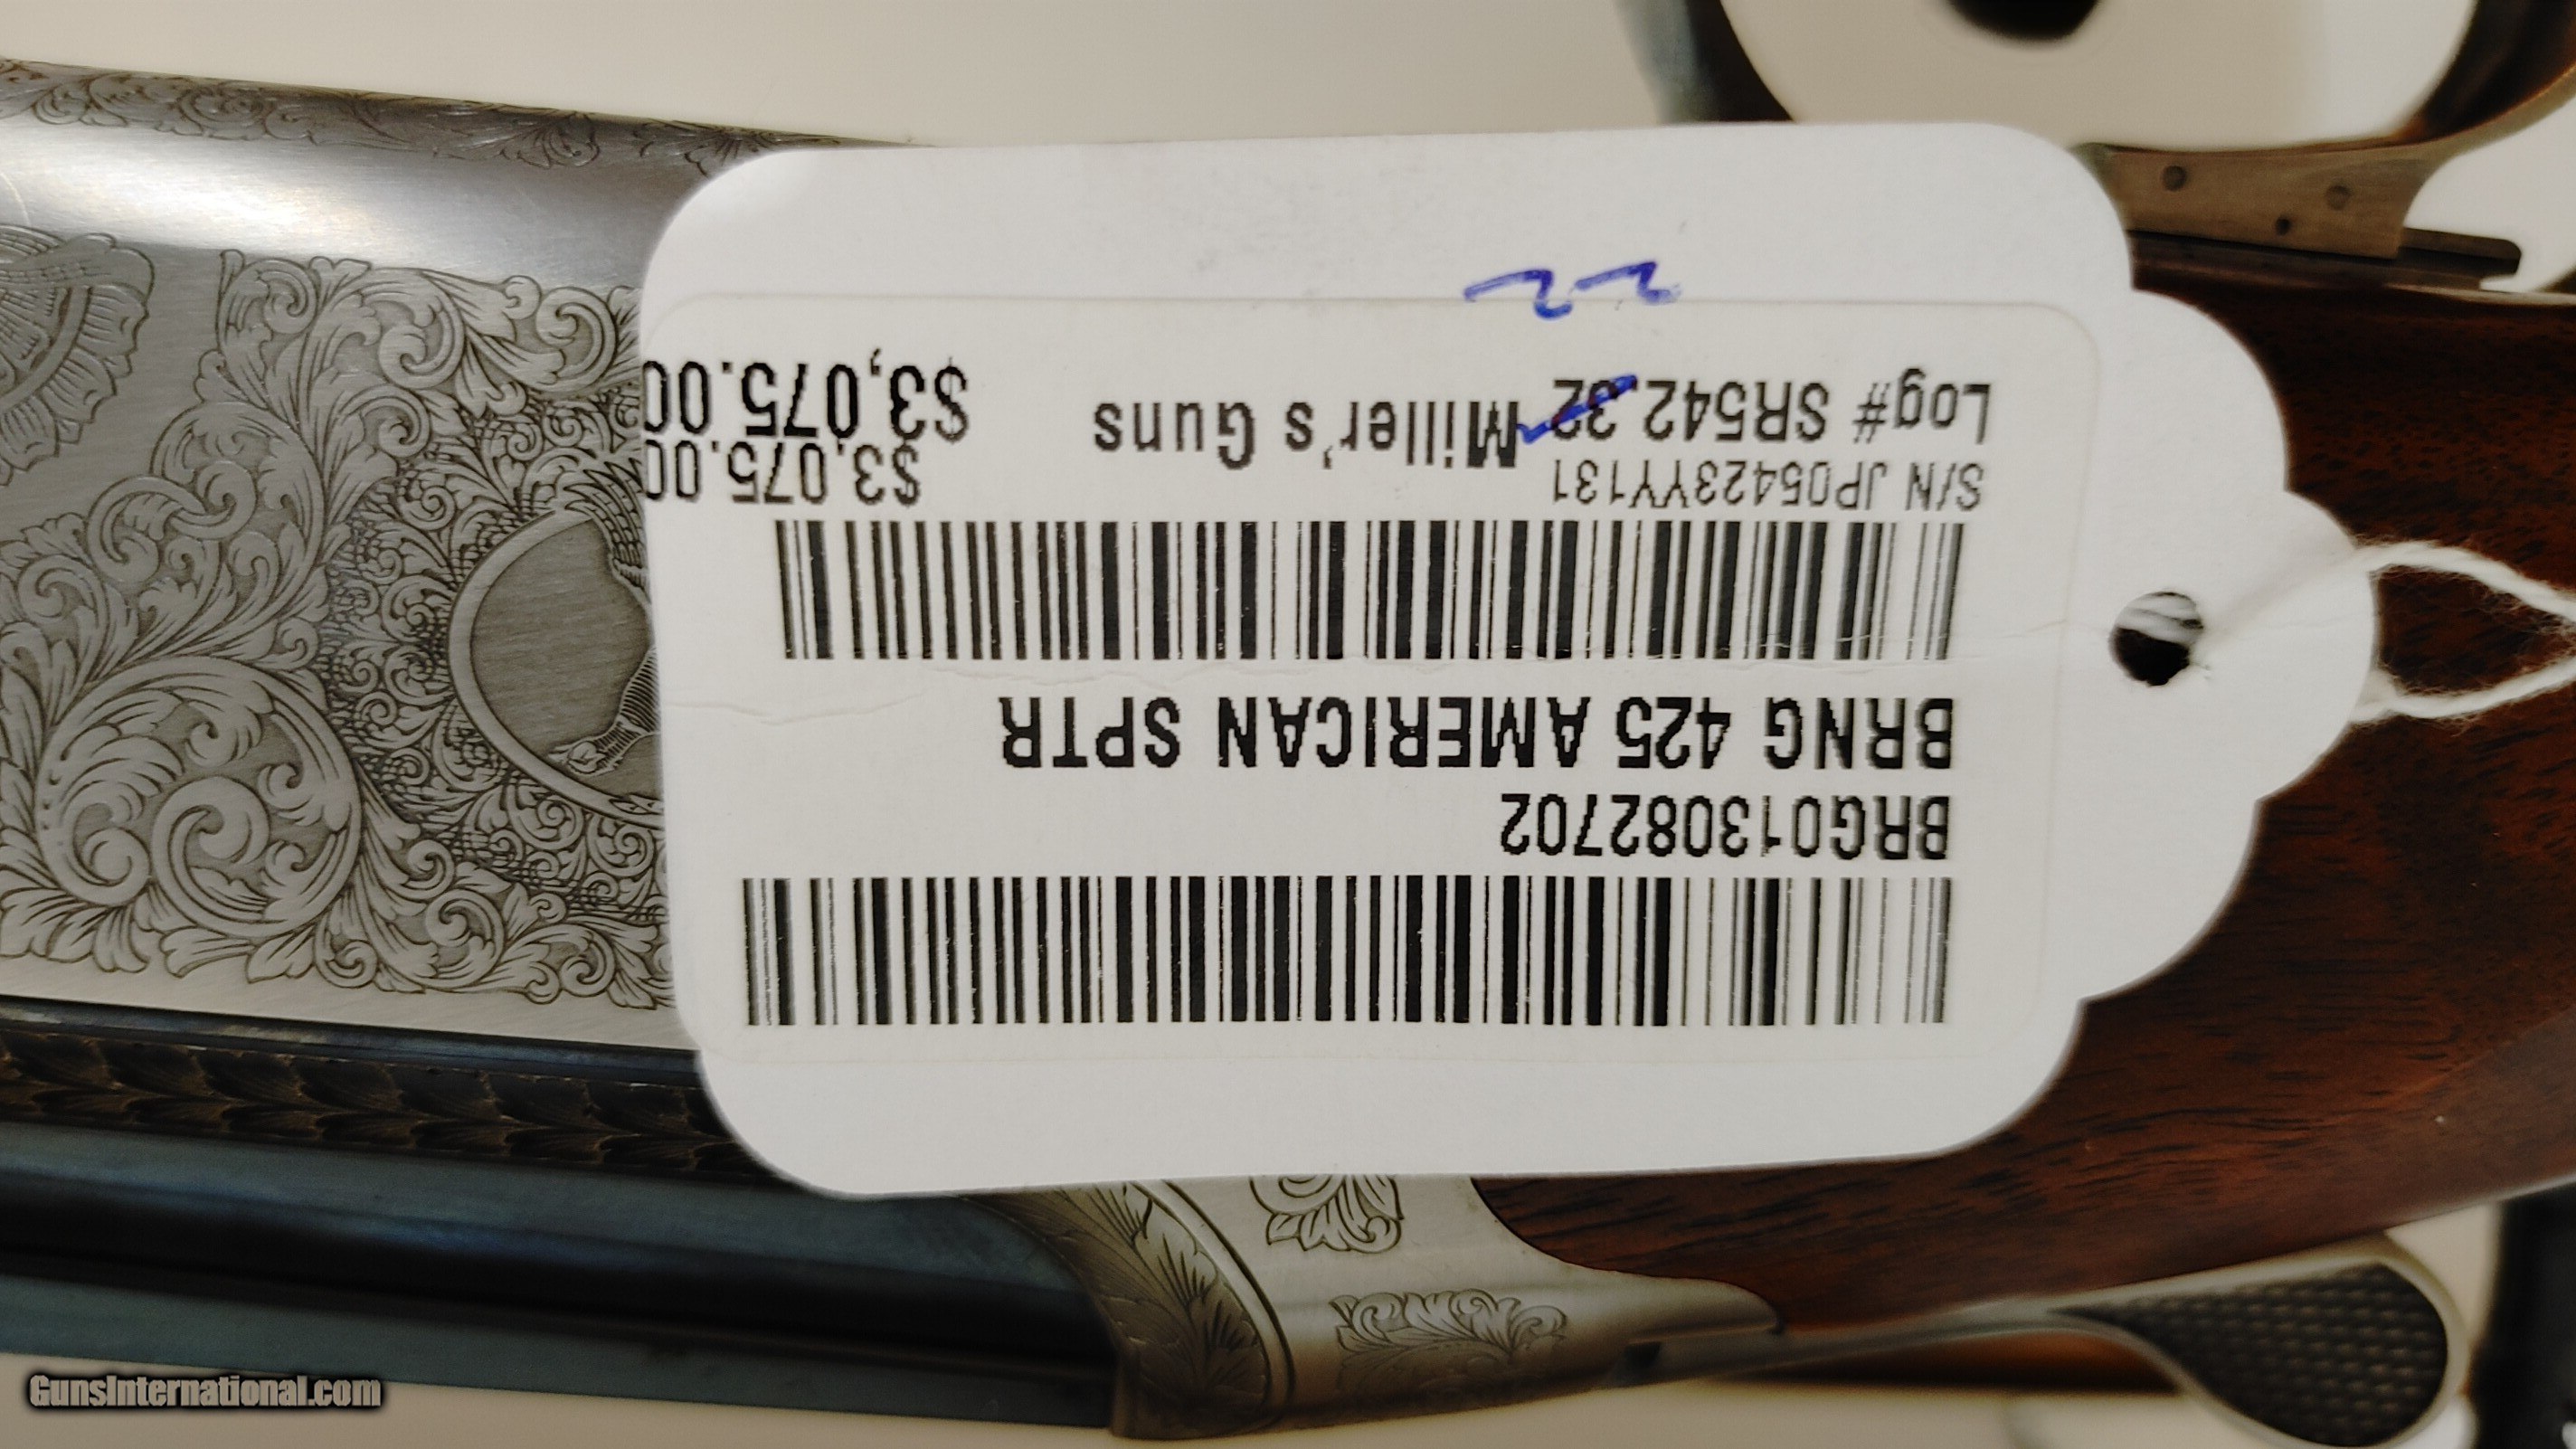 BRG013082702
BRNG 425 AMERICAN SPTR
S/N JP05423YY131
$3,075.00
Log# SR542.32
Miller's Guns
$3,075.00
22
GunsInternational.com